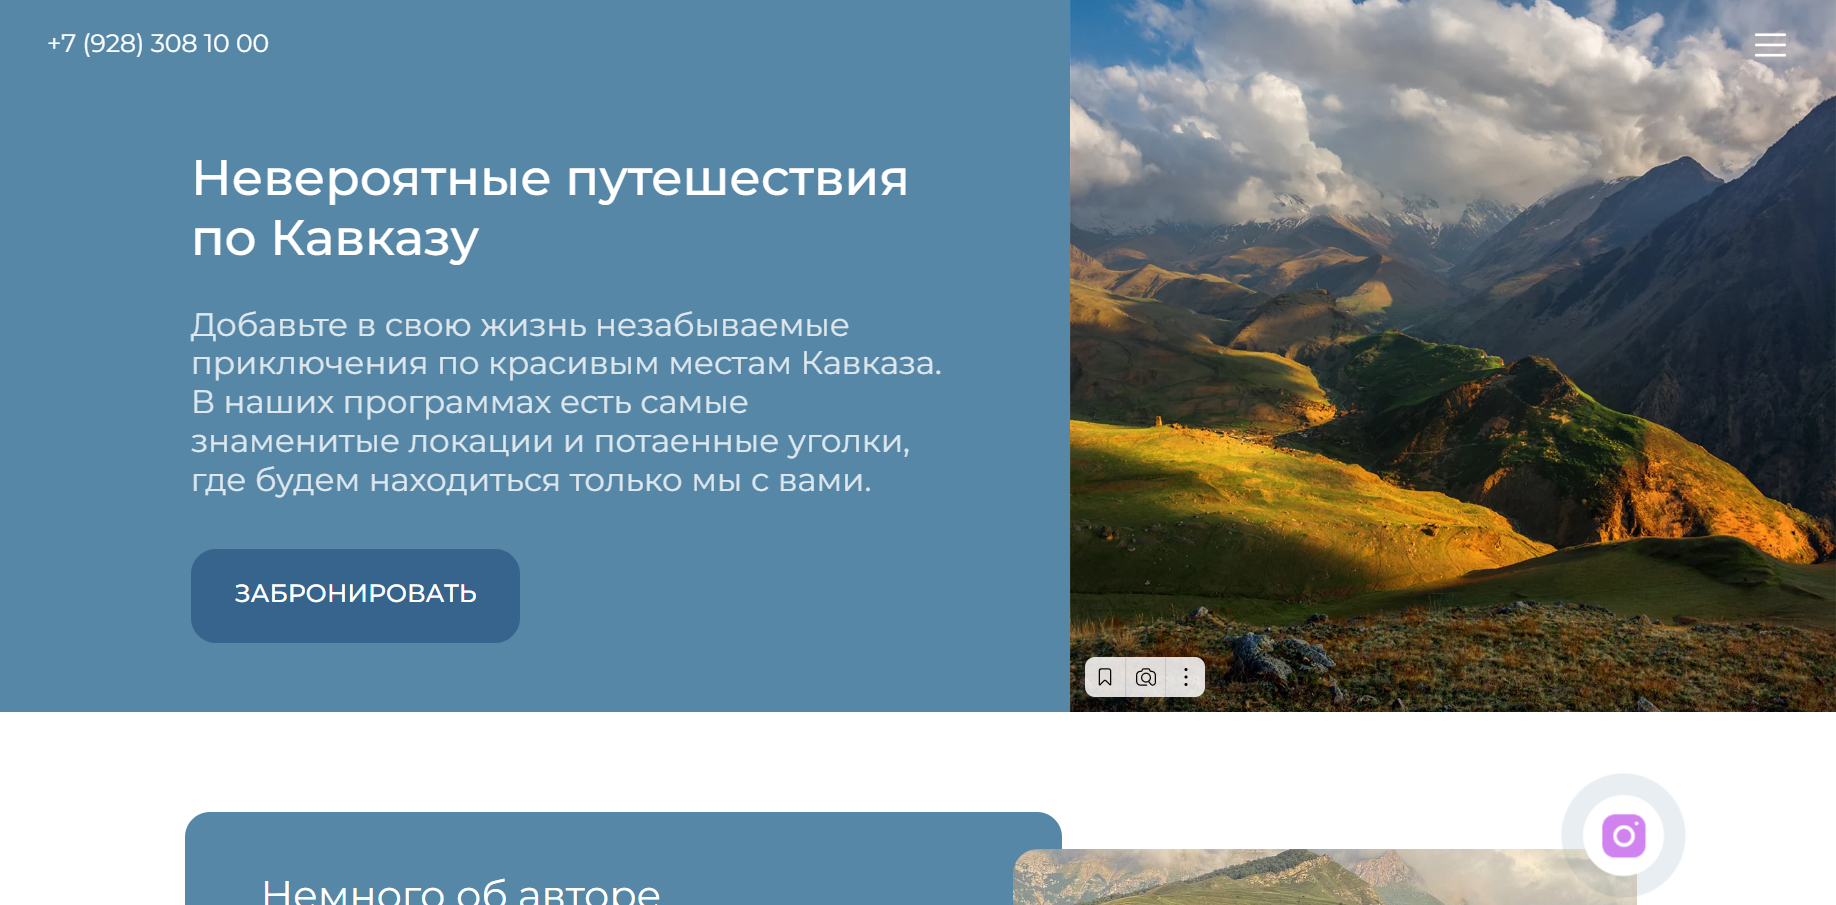 +7 (928) 308 10 00
Невероятные путешествия
по Кавказу
Добавьте в свою жизнь незабываемые
приключения по красивым местам Кавказа.
В наших программах есть самые
знаменитые локации и потаенные уголки,
где будем находиться только мы с вами.
ЗАБРОНИРОВАТЬ
Немного об авторе